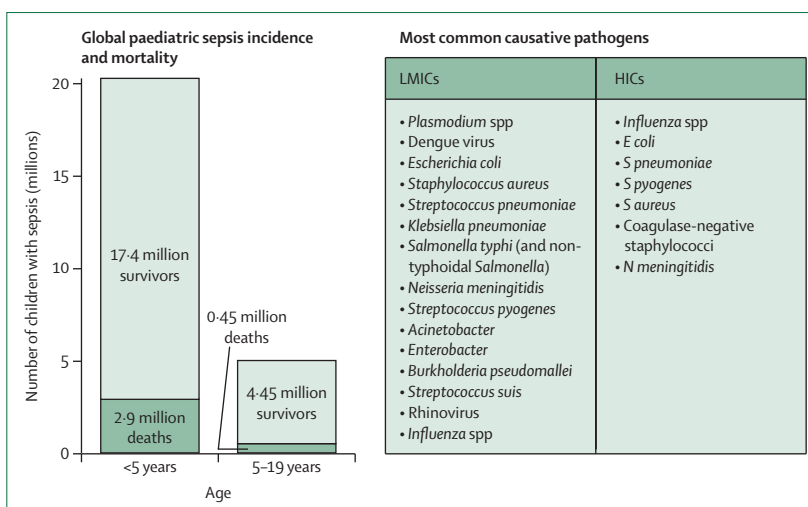 Global paediatric sepsis incidence
and mortality
Number of children with sepsis (millions)
20
15
10
5
0
17·4 million
survivors
2·9 million
deaths
0·45 million
deaths
4·45 million
survivors
<5 years
5–19 years
Age
Most common causative pathogens
LMICs
• Plasmodium spp
• Dengue virus
• Escherichia coli
• Staphylococcus aureus
• Streptococcus pneumoniae
• Klebsiella pneumoniae
• Salmonella typhi (and non-
typhoidal Salmonella)
• Neisseria meningitidis
• Streptococcus pyogenes
• Acinetobacter
• Enterobacter
• Burkholderia pseudomallei
• Streptococcus suis
• Rhinovirus
• Influenza spp
HICs
• Influenza spp
• E coli
• S pneumoniae
• S pyogenes
• S aureus
• Coagulase-negative
staphylococci
• N meningitidis